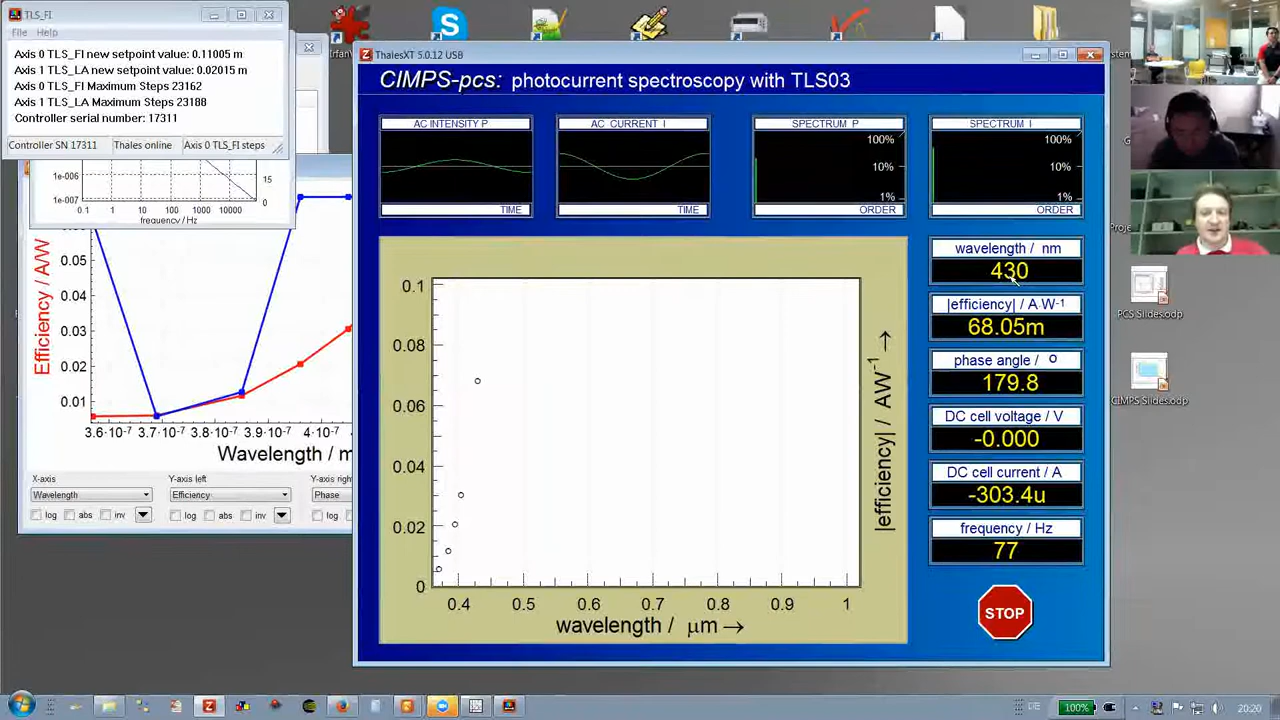 TLS_FI
File Help
Axis 0 TLS_FI new setpoint value: 0.11005 m
Axis 1 TLS_LA new setpoint value: 0.02015 m
Axis 0 TLS_FI Maximum Steps 23162
Axis 1 TLS_LA Maximum Steps 23188
Controller serial number: 17311
Controller SN 17311 Thales online Axis 0 TLS_FI steps
1e-006
15
1e-007
0
0.1 1 10 100 1000 10000
frequency / Hz
Efficiency / A/W
0.05
0.04
0.03
0.02
0.01
3.6·10⁻⁷ 3.7·10⁻⁷ 3.8·10⁻⁷ 3.9·10⁻⁷ 4·10⁻⁷
Wavelength / m
X-axis Y-axis left Y-axis right
Wavelength Efficiency Phase
log abs inv log abs inv log
ThalesXT 5.0.12 USB
CIMPS-pcs: photocurrent spectroscopy with TLS03
AC INTENSITY P AC CURRENT I SPECTRUM P SPECTRUM I
100% 100%
10% 10%
1% 1%
TIME TIME ORDER ORDER
0.1
0.08
0.06
0.04
0.02
0
0.4 0.5 0.6 0.7 0.8 0.9 1
wavelength / μm →
|efficiency| / AW⁻¹ →
wavelength / nm
430
|efficiency| / A W⁻¹
68.05m
phase angle / °
179.8
DC cell voltage / V
-0.000
DC cell current / A
-303.4u
frequency / Hz
77
STOP
PCS Slides.odp
CIMPS Slides.odp
DE
100%
20:20